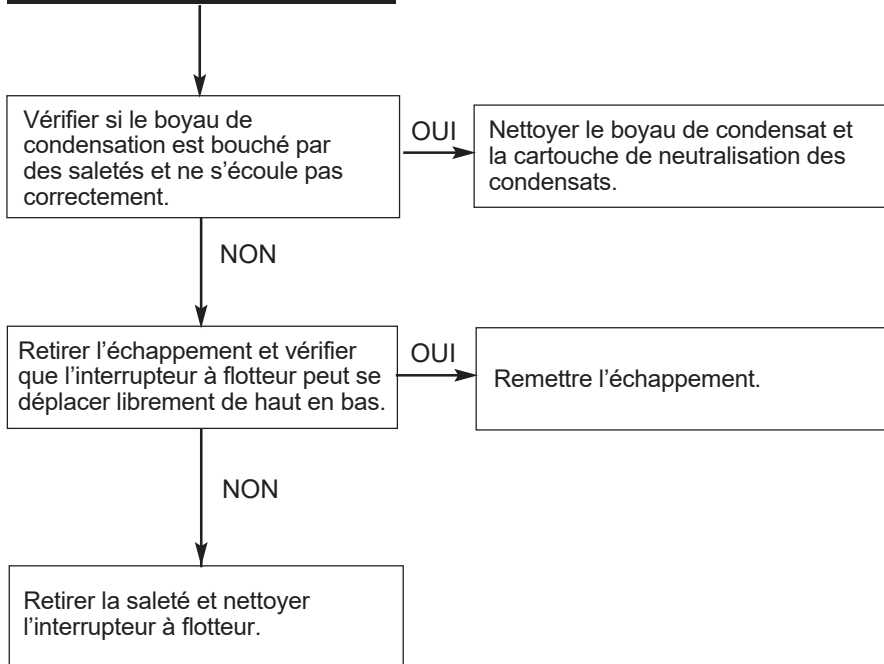 Vérifier si le boyau de
condensation est bouché par
des saletés et ne s’écoule pas
correctement.
OUI
Nettoyer le boyau de condensat et
la cartouche de neutralisation des
condensats.
NON
Retirer l’échappement et vérifier
que l’interrupteur à flotteur peut se
déplacer librement de haut en bas.
OUI
Remettre l’échappement.
NON
Retirer la saleté et nettoyer
l’interrupteur à flotteur.